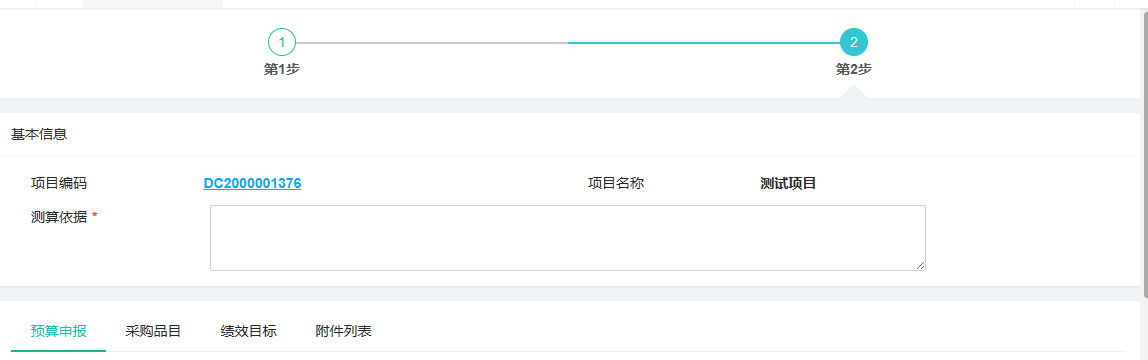 1 2
第1步 第2步
基本信息
项目编码 DC2000001376 项目名称 测试项目
测算依据 *
预算申报 采购品目 绩效目标 附件列表